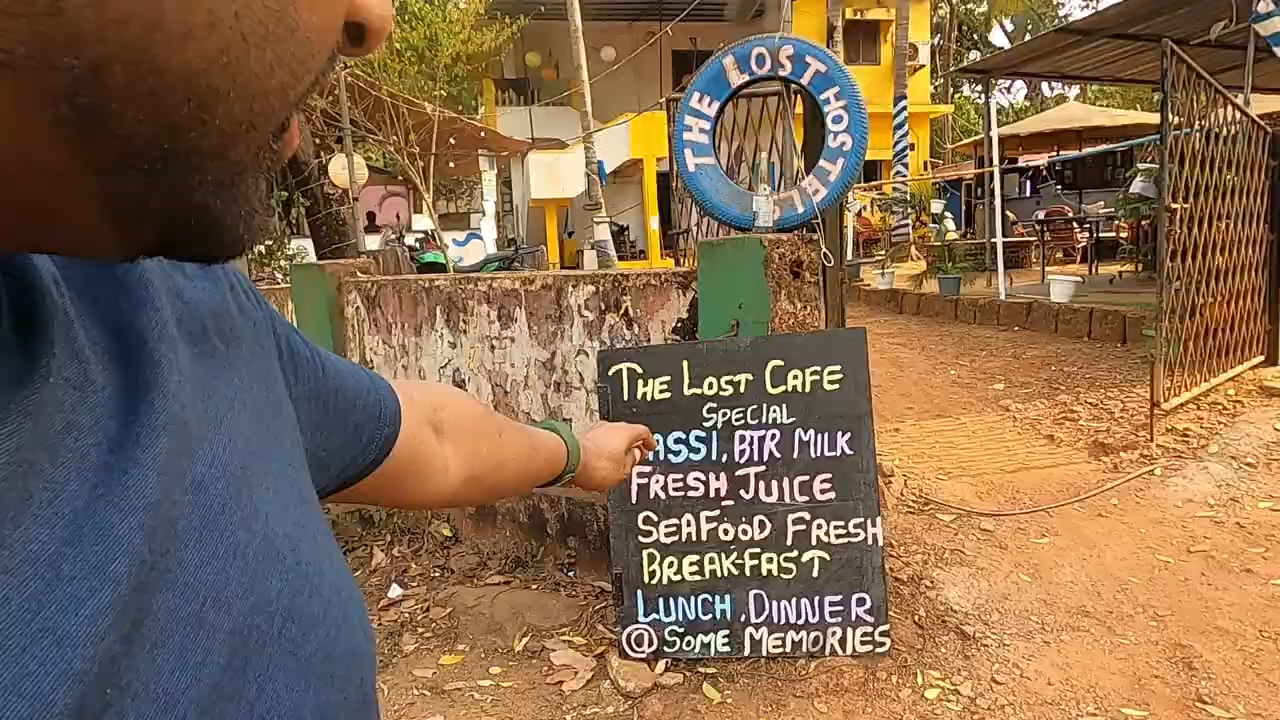 THE LOST HOSTEL
THE LOST CAFE
SPECIAL
ASSI, BTR MILK
FRESH JUICE
SEAFOOD FRESH
BREAKFAST
LUNCH, DINNER
@ SOME MEMORIES